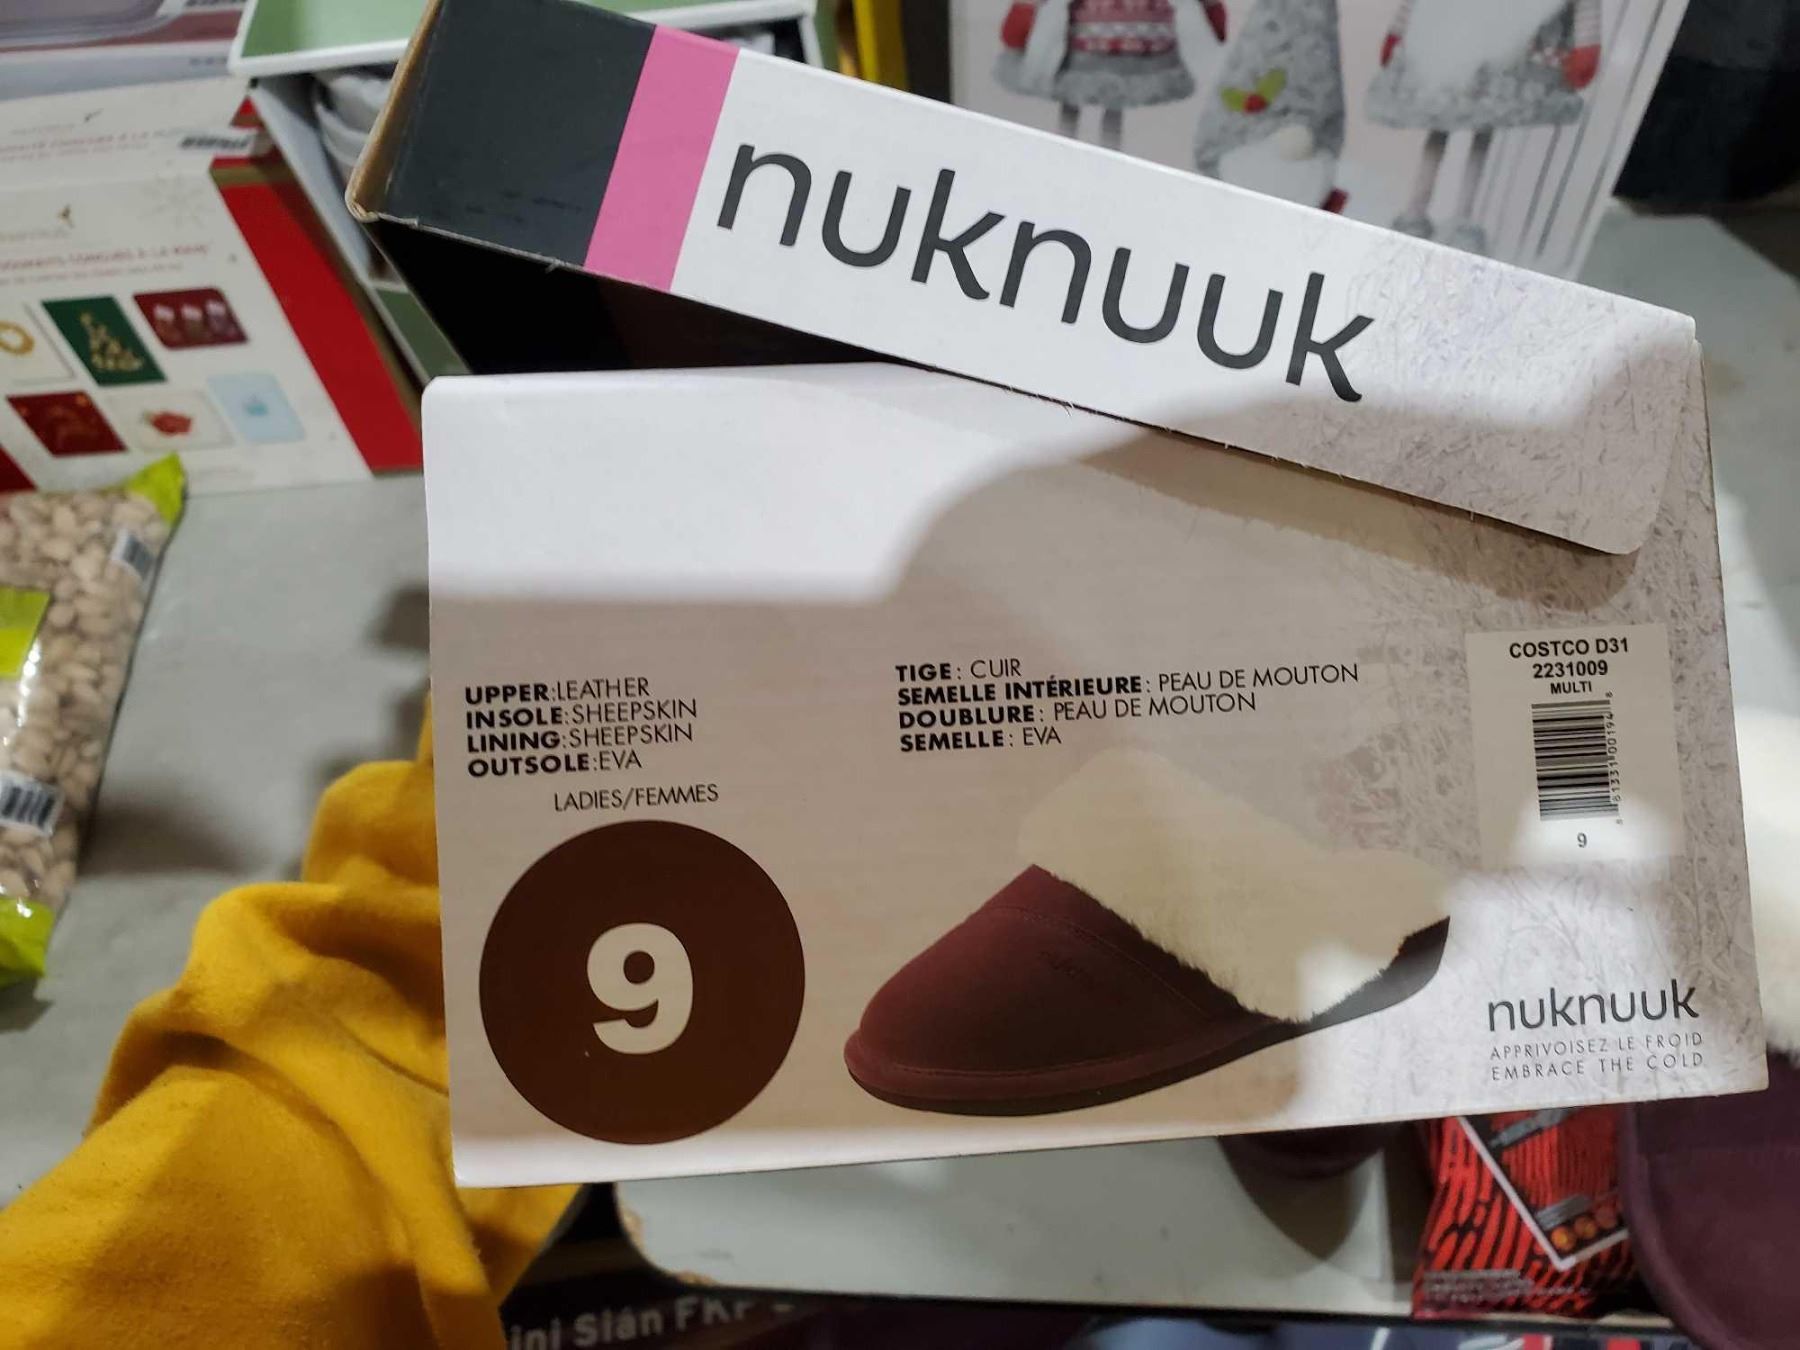 nuknuuk
UPPER:LEATHER
INSOLE:SHEEPSKIN
LINING:SHEEPSKIN
OUTSOLE:EVA
LADIES/FEMMES
9
TIGE: CUIR
SEMELLE INTÉRIEURE: PEAU DE MOUTON
DOUBLURE: PEAU DE MOUTON
SEMELLE: EVA
COSTCO D31
2231009
MULTI
9
nuknuuk
APPRIVOISEZ LE FROID
EMBRACE THE COLD